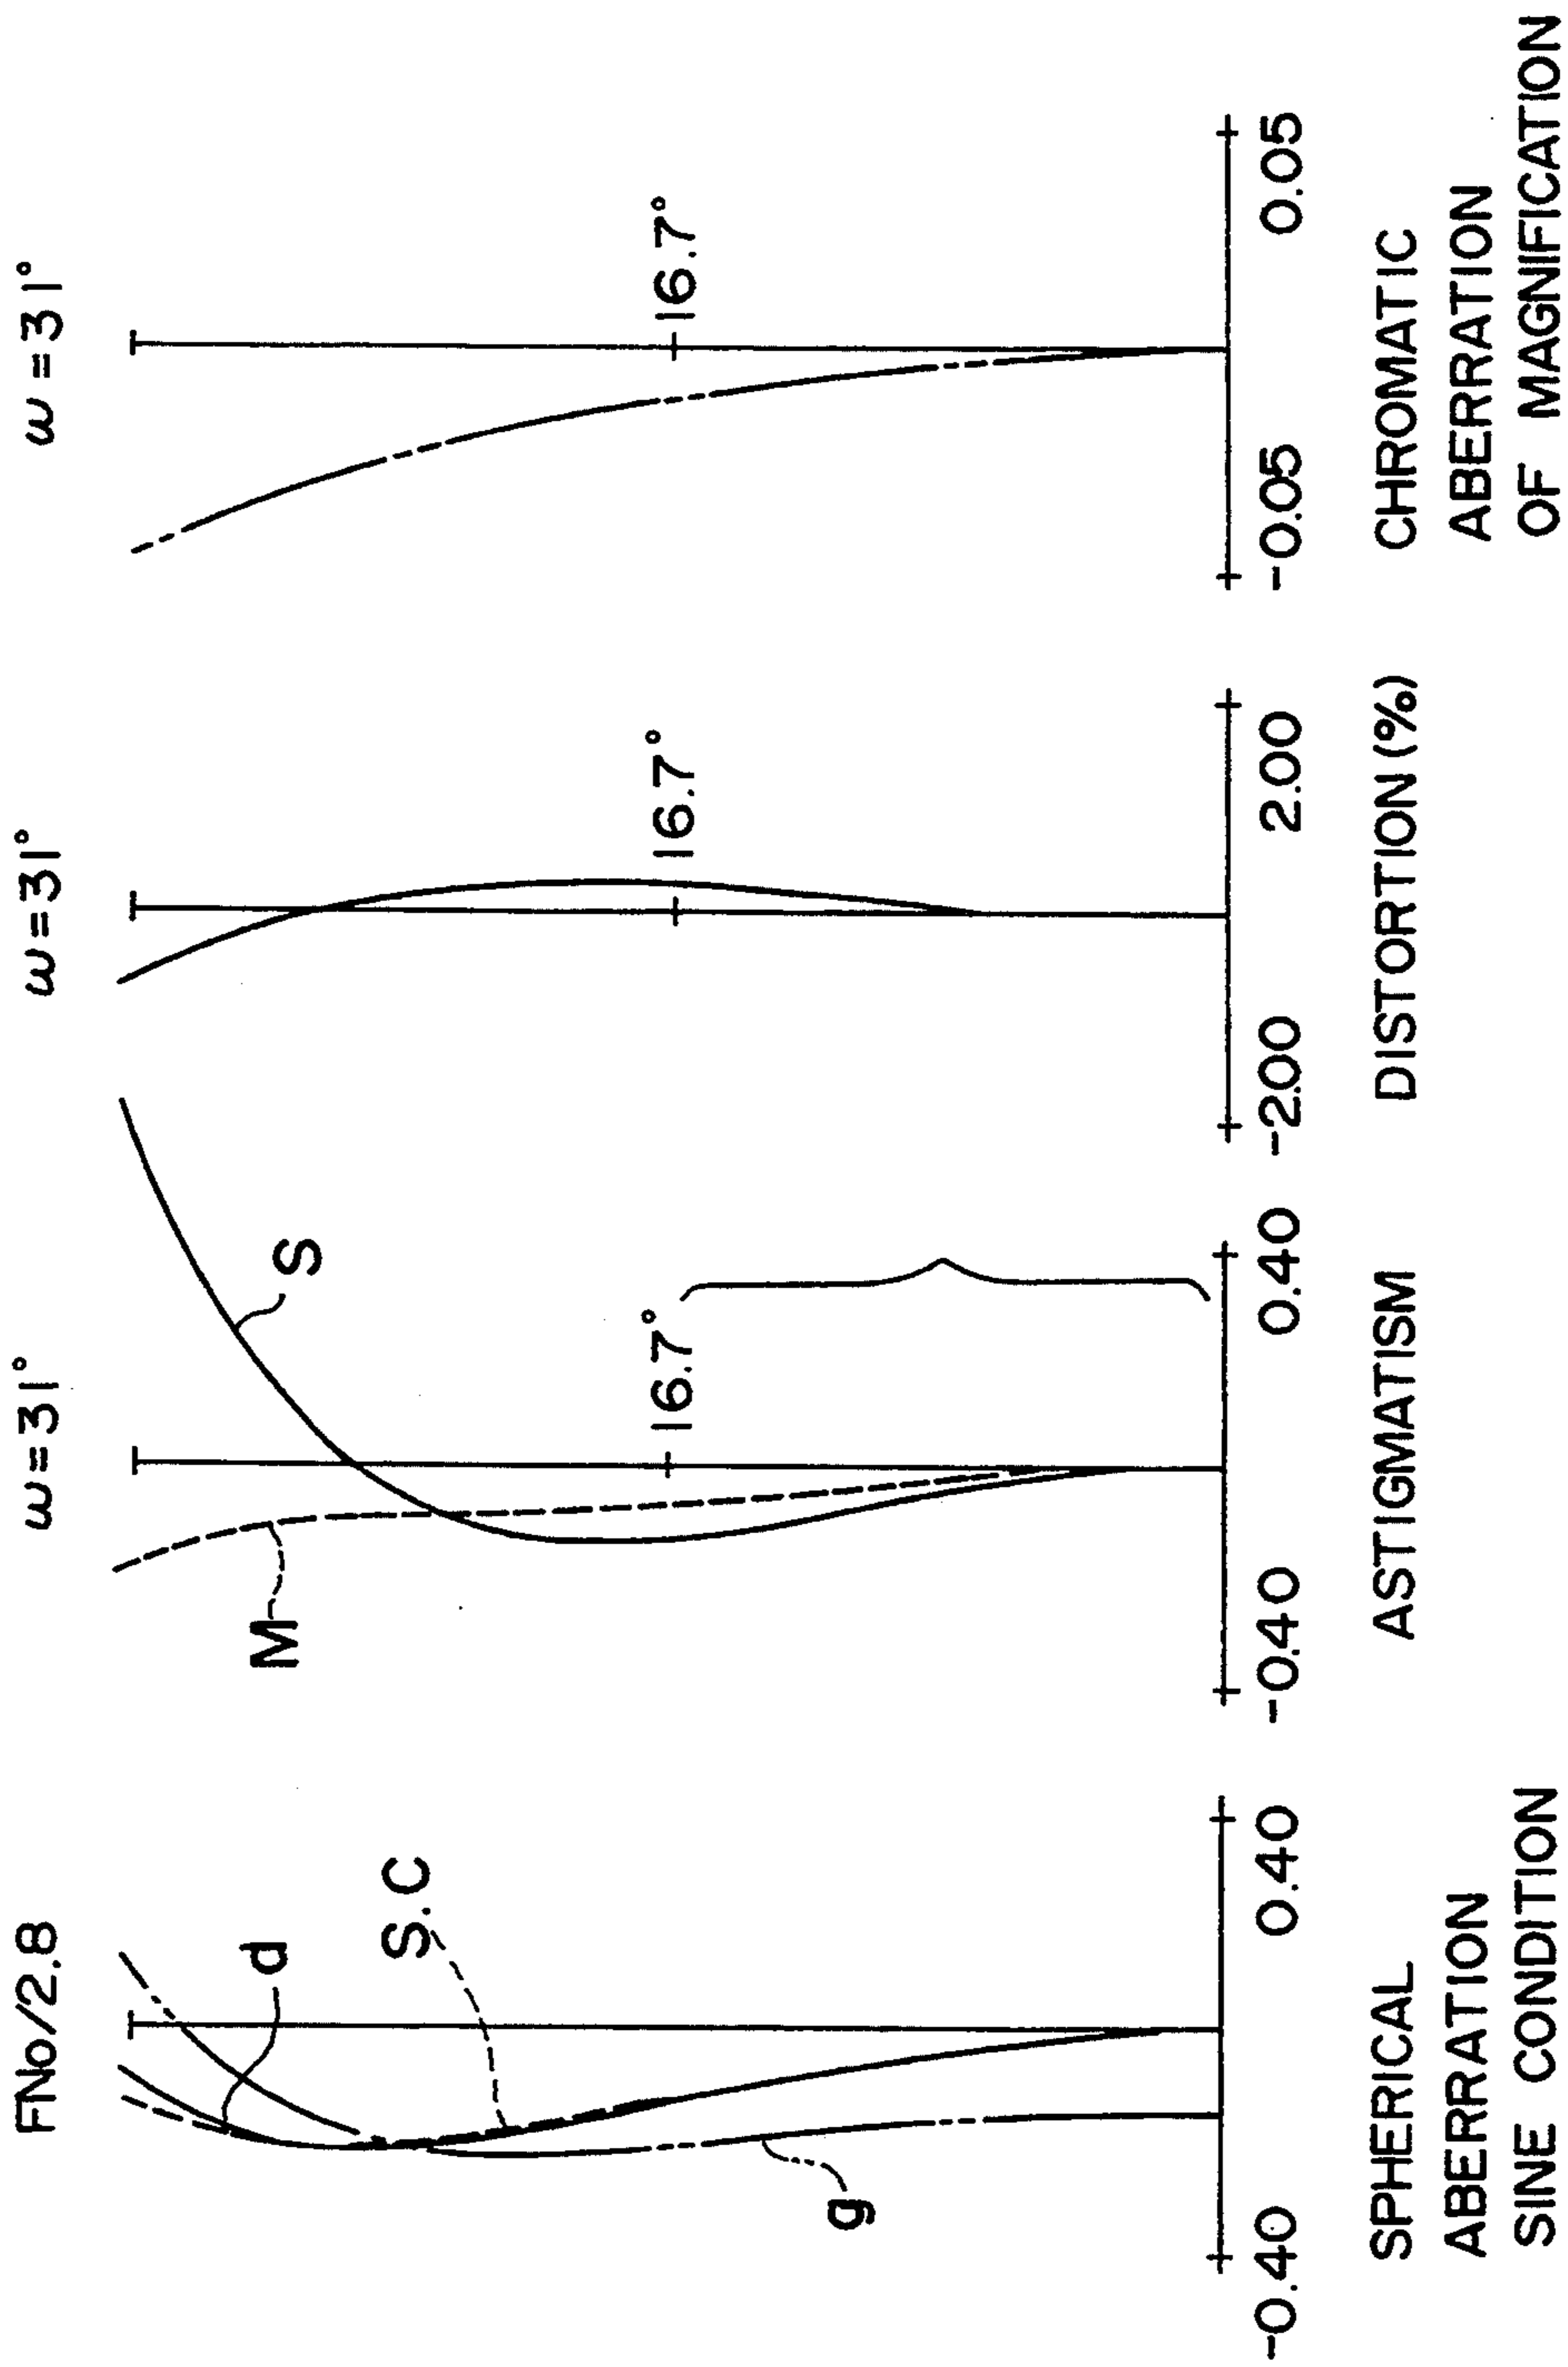 FNo/2.8
d
S.C
g
-0.40
0.40
SPHERICAL
ABERRATION
SINE CONDITION
ω=31°
M
S
16.7°
-0.40
0.40
ASTIGMATISM
ω=31°
16.7°
-2.00
2.00
DISTORTION(%)
ω=31°
16.7°
-0.05
0.05
CHROMATIC
ABERRATION
OF MAGNIFICATION